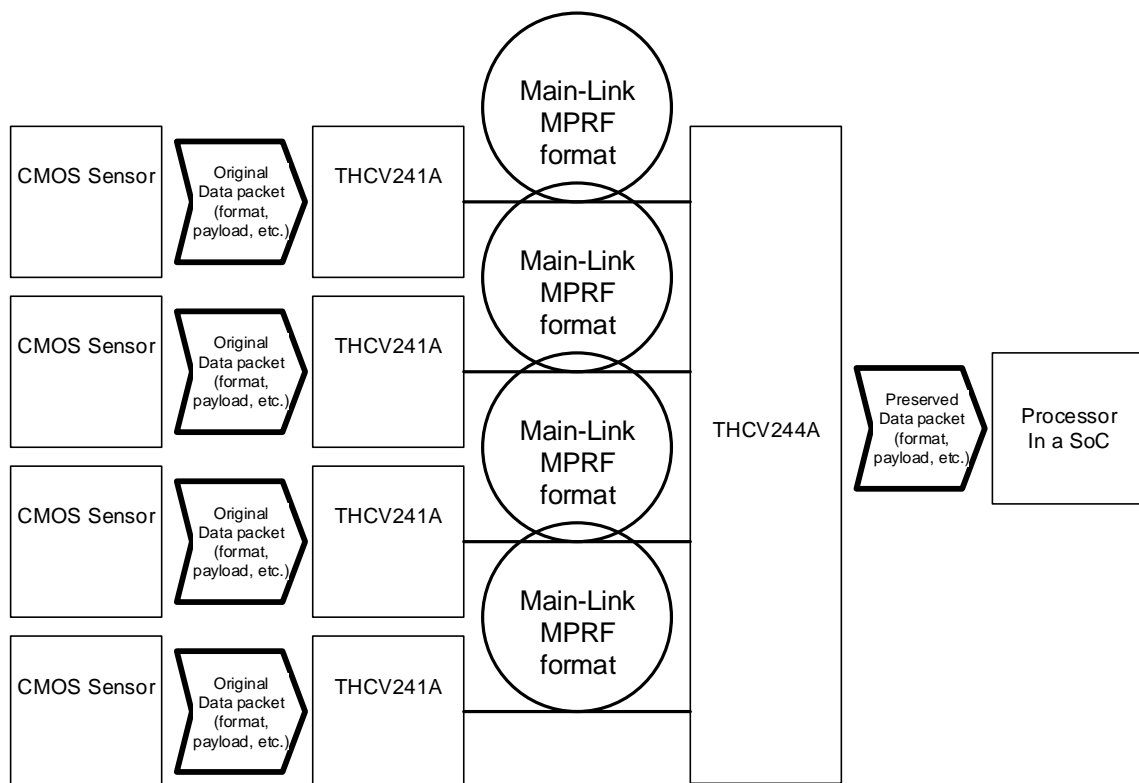 CMOS Sensor
Original
Data packet
(format,
payload, etc.)
THCV241A
Main-Link
MPRF
format
CMOS Sensor
Original
Data packet
(format,
payload, etc.)
THCV241A
Main-Link
MPRF
format
CMOS Sensor
Original
Data packet
(format,
payload, etc.)
THCV241A
Main-Link
MPRF
format
CMOS Sensor
Original
Data packet
(format,
payload, etc.)
THCV241A
Main-Link
MPRF
format
THCV244A
Preserved
Data packet
(format,
payload, etc.)
Processor
In a SoC